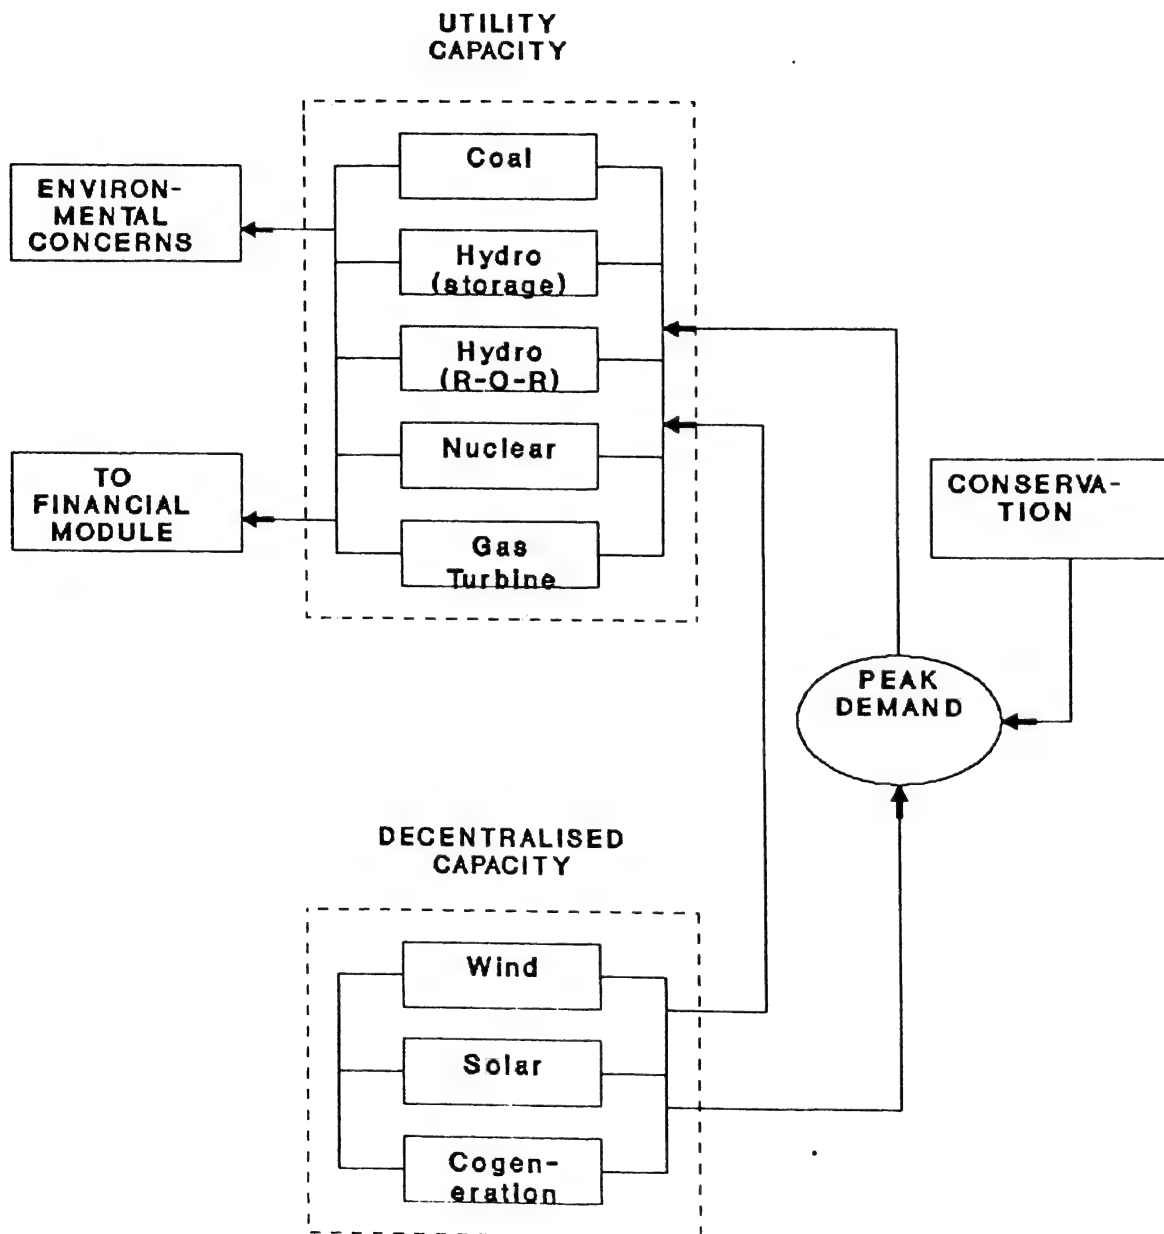 UTILITY
CAPACITY
Coal
Hydro
(storage)
Hydro
(R-O-R)
Nuclear
Gas
Turbine
ENVIRON-
MENTAL
CONCERNS
TO
FINANCIAL
MODULE
CONSERVA-
TION
PEAK
DEMAND
DECENTRALISED
CAPACITY
Wind
Solar
Cogen-
eration